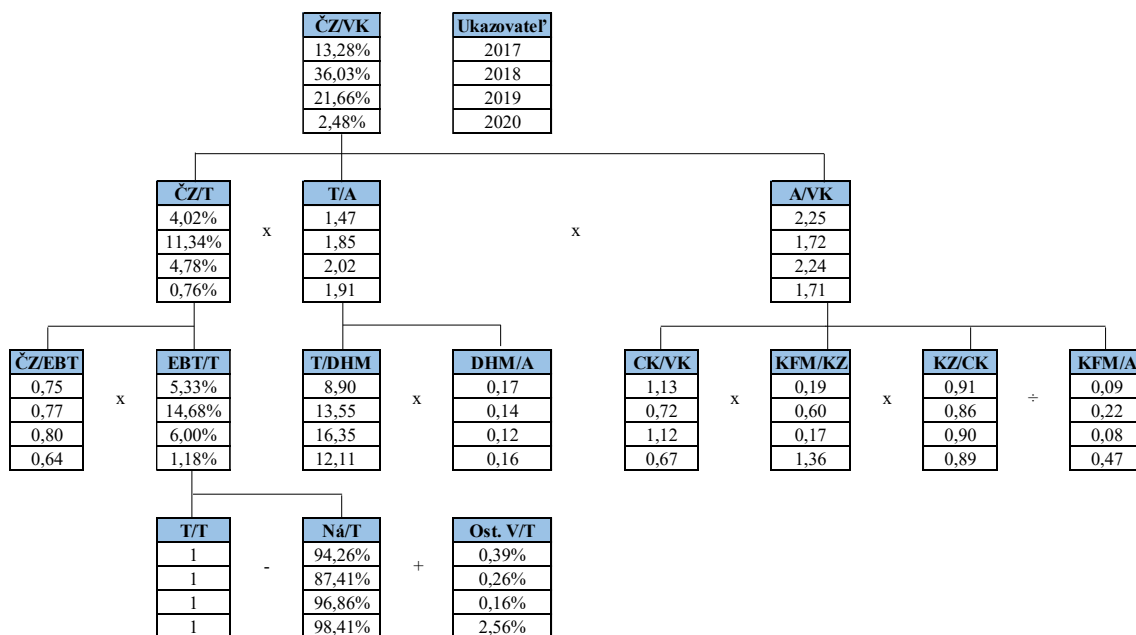 ČZ/VK Ukazovateľ
13,28% 2017
36,03% 2018
21,66% 2019
2,48% 2020
ČZ/T T/A A/VK
4,02% 1,47 2,25
11,34% x 1,85 x 1,72
4,78% 2,02 2,24
0,76% 1,91 1,71
ČZ/EBT EBT/T T/DHM DHM/A CK/VK KFM/KZ KZ/CK KFM/A
0,75 5,33% 8,90 0,17 1,13 0,19 0,91 0,09
0,77 x 14,68% 13,55 x 0,14 0,72 x 0,60 x 0,86 ÷ 0,22
0,80 6,00% 16,35 0,12 1,12 0,17 0,90 0,08
0,64 1,18% 12,11 0,16 0,67 1,36 0,89 0,47
T/T Ná/T Ost. V/T
1 94,26% 0,39%
1 - 87,41% + 0,26%
1 96,86% 0,16%
1 98,41% 2,56%